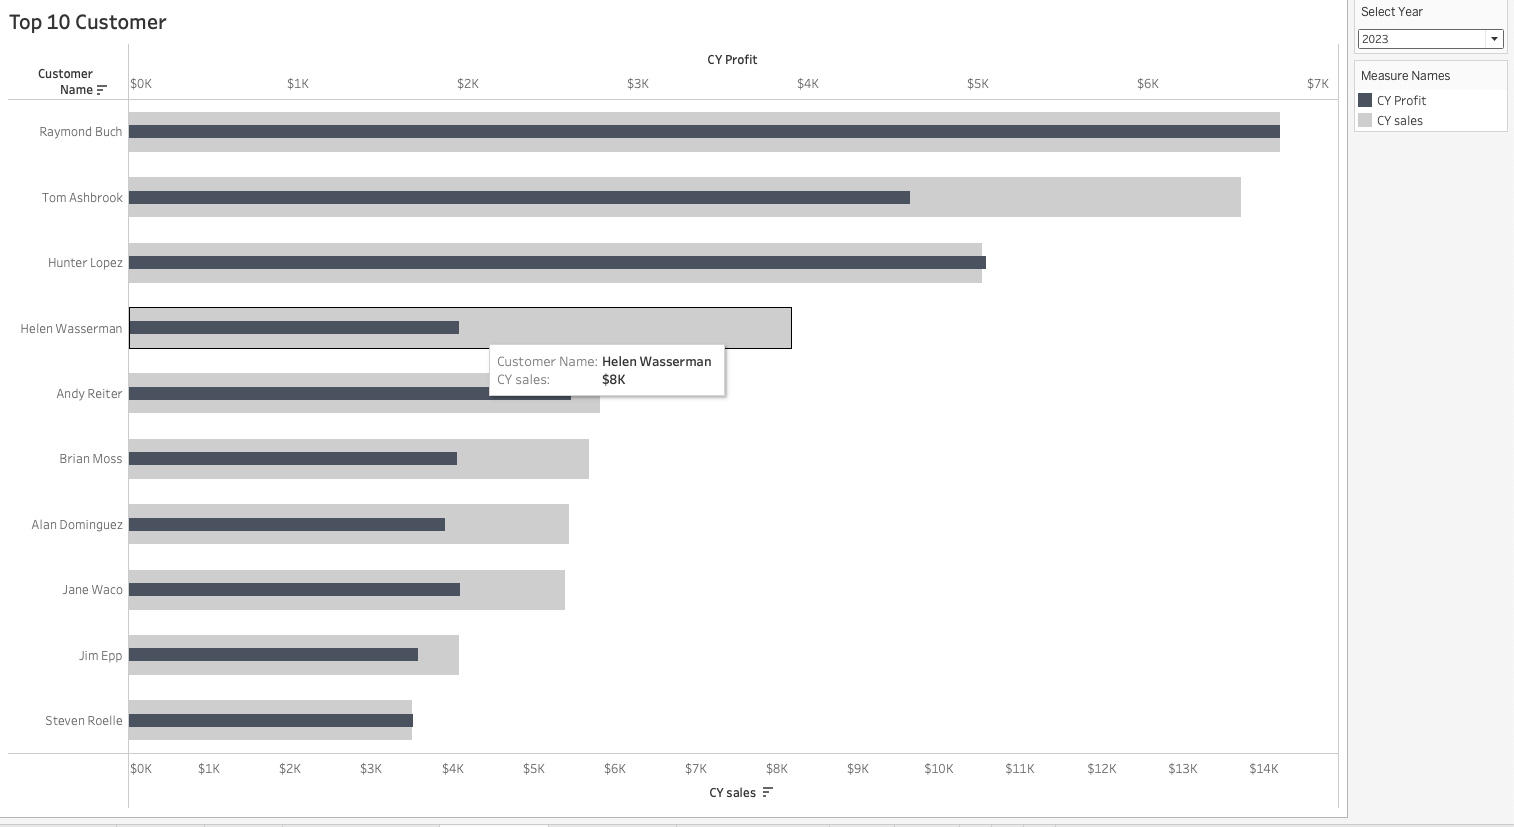 Top 10 Customer
Select Year
2023
Measure Names
CY Profit
CY sales
CY Profit
Customer
Name
$0K $1K $2K $3K $4K $5K $6K $7K
Raymond Buch
Tom Ashbrook
Hunter Lopez
Helen Wasserman
Customer Name: Helen Wasserman
CY sales: $8K
Andy Reiter
Brian Moss
Alan Dominguez
Jane Waco
Jim Epp
Steven Roelle
$0K $1K $2K $3K $4K $5K $6K $7K $8K $9K $10K $11K $12K $13K $14K
CY sales